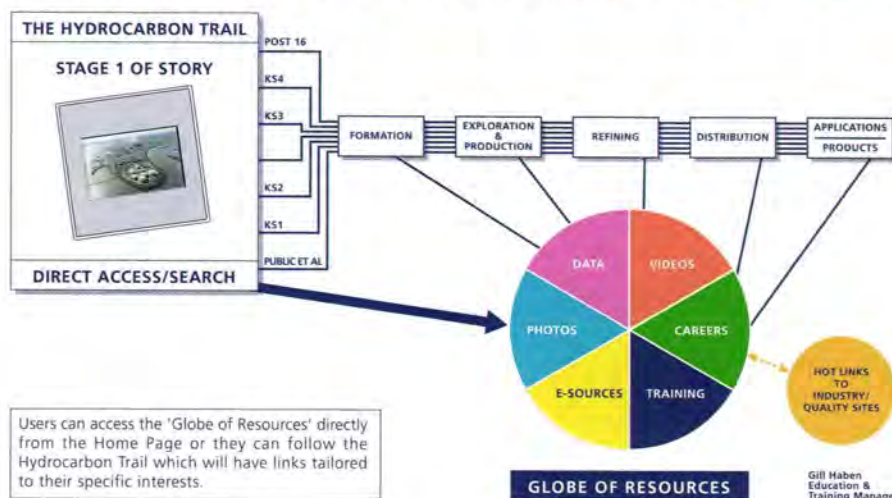 THE HYDROCARBON TRAIL
STAGE 1 OF STORY
DIRECT ACCESS/SEARCH
POST 16
KS4
KS3
KS2
KS1
PUBLIC ET AL
FORMATION
EXPLORATION
&
PRODUCTION
REFINING
DISTRIBUTION
APPLICATIONS
PRODUCTS
DATA
VIDEOS
PHOTOS
CAREERS
E-SOURCES
TRAINING
HOT LINKS
TO
INDUSTRY/
QUALITY SITES
Users can access the 'Globe of Resources' directly
from the Home Page or they can follow the
Hydrocarbon Trail which will have links tailored
to their specific interests.
GLOBE OF RESOURCES
Gill Haben
Education &
Training